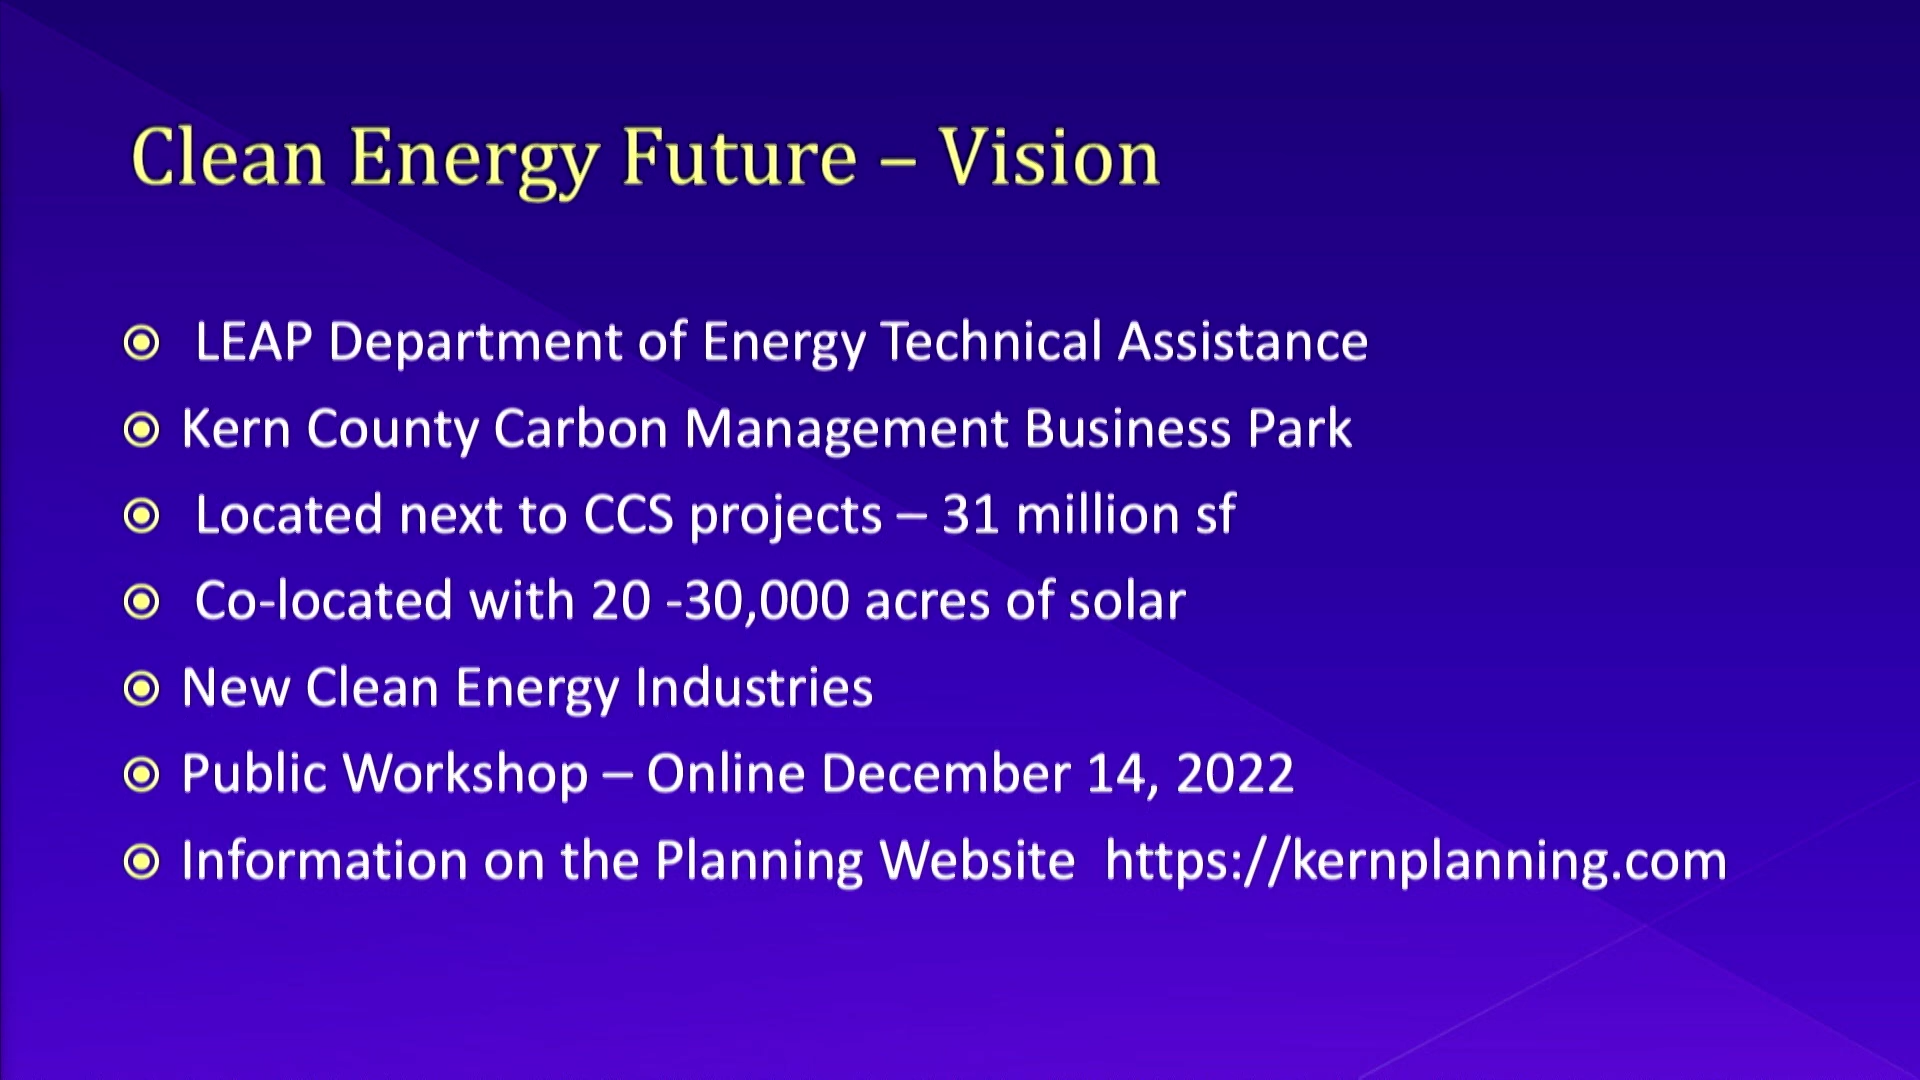 Clean Energy Future – Vision
LEAP Department of Energy Technical Assistance
Kern County Carbon Management Business Park
Located next to CCS projects – 31 million sf
Co-located with 20 -30,000 acres of solar
New Clean Energy Industries
Public Workshop – Online December 14, 2022
Information on the Planning Website  https://kernplanning.com